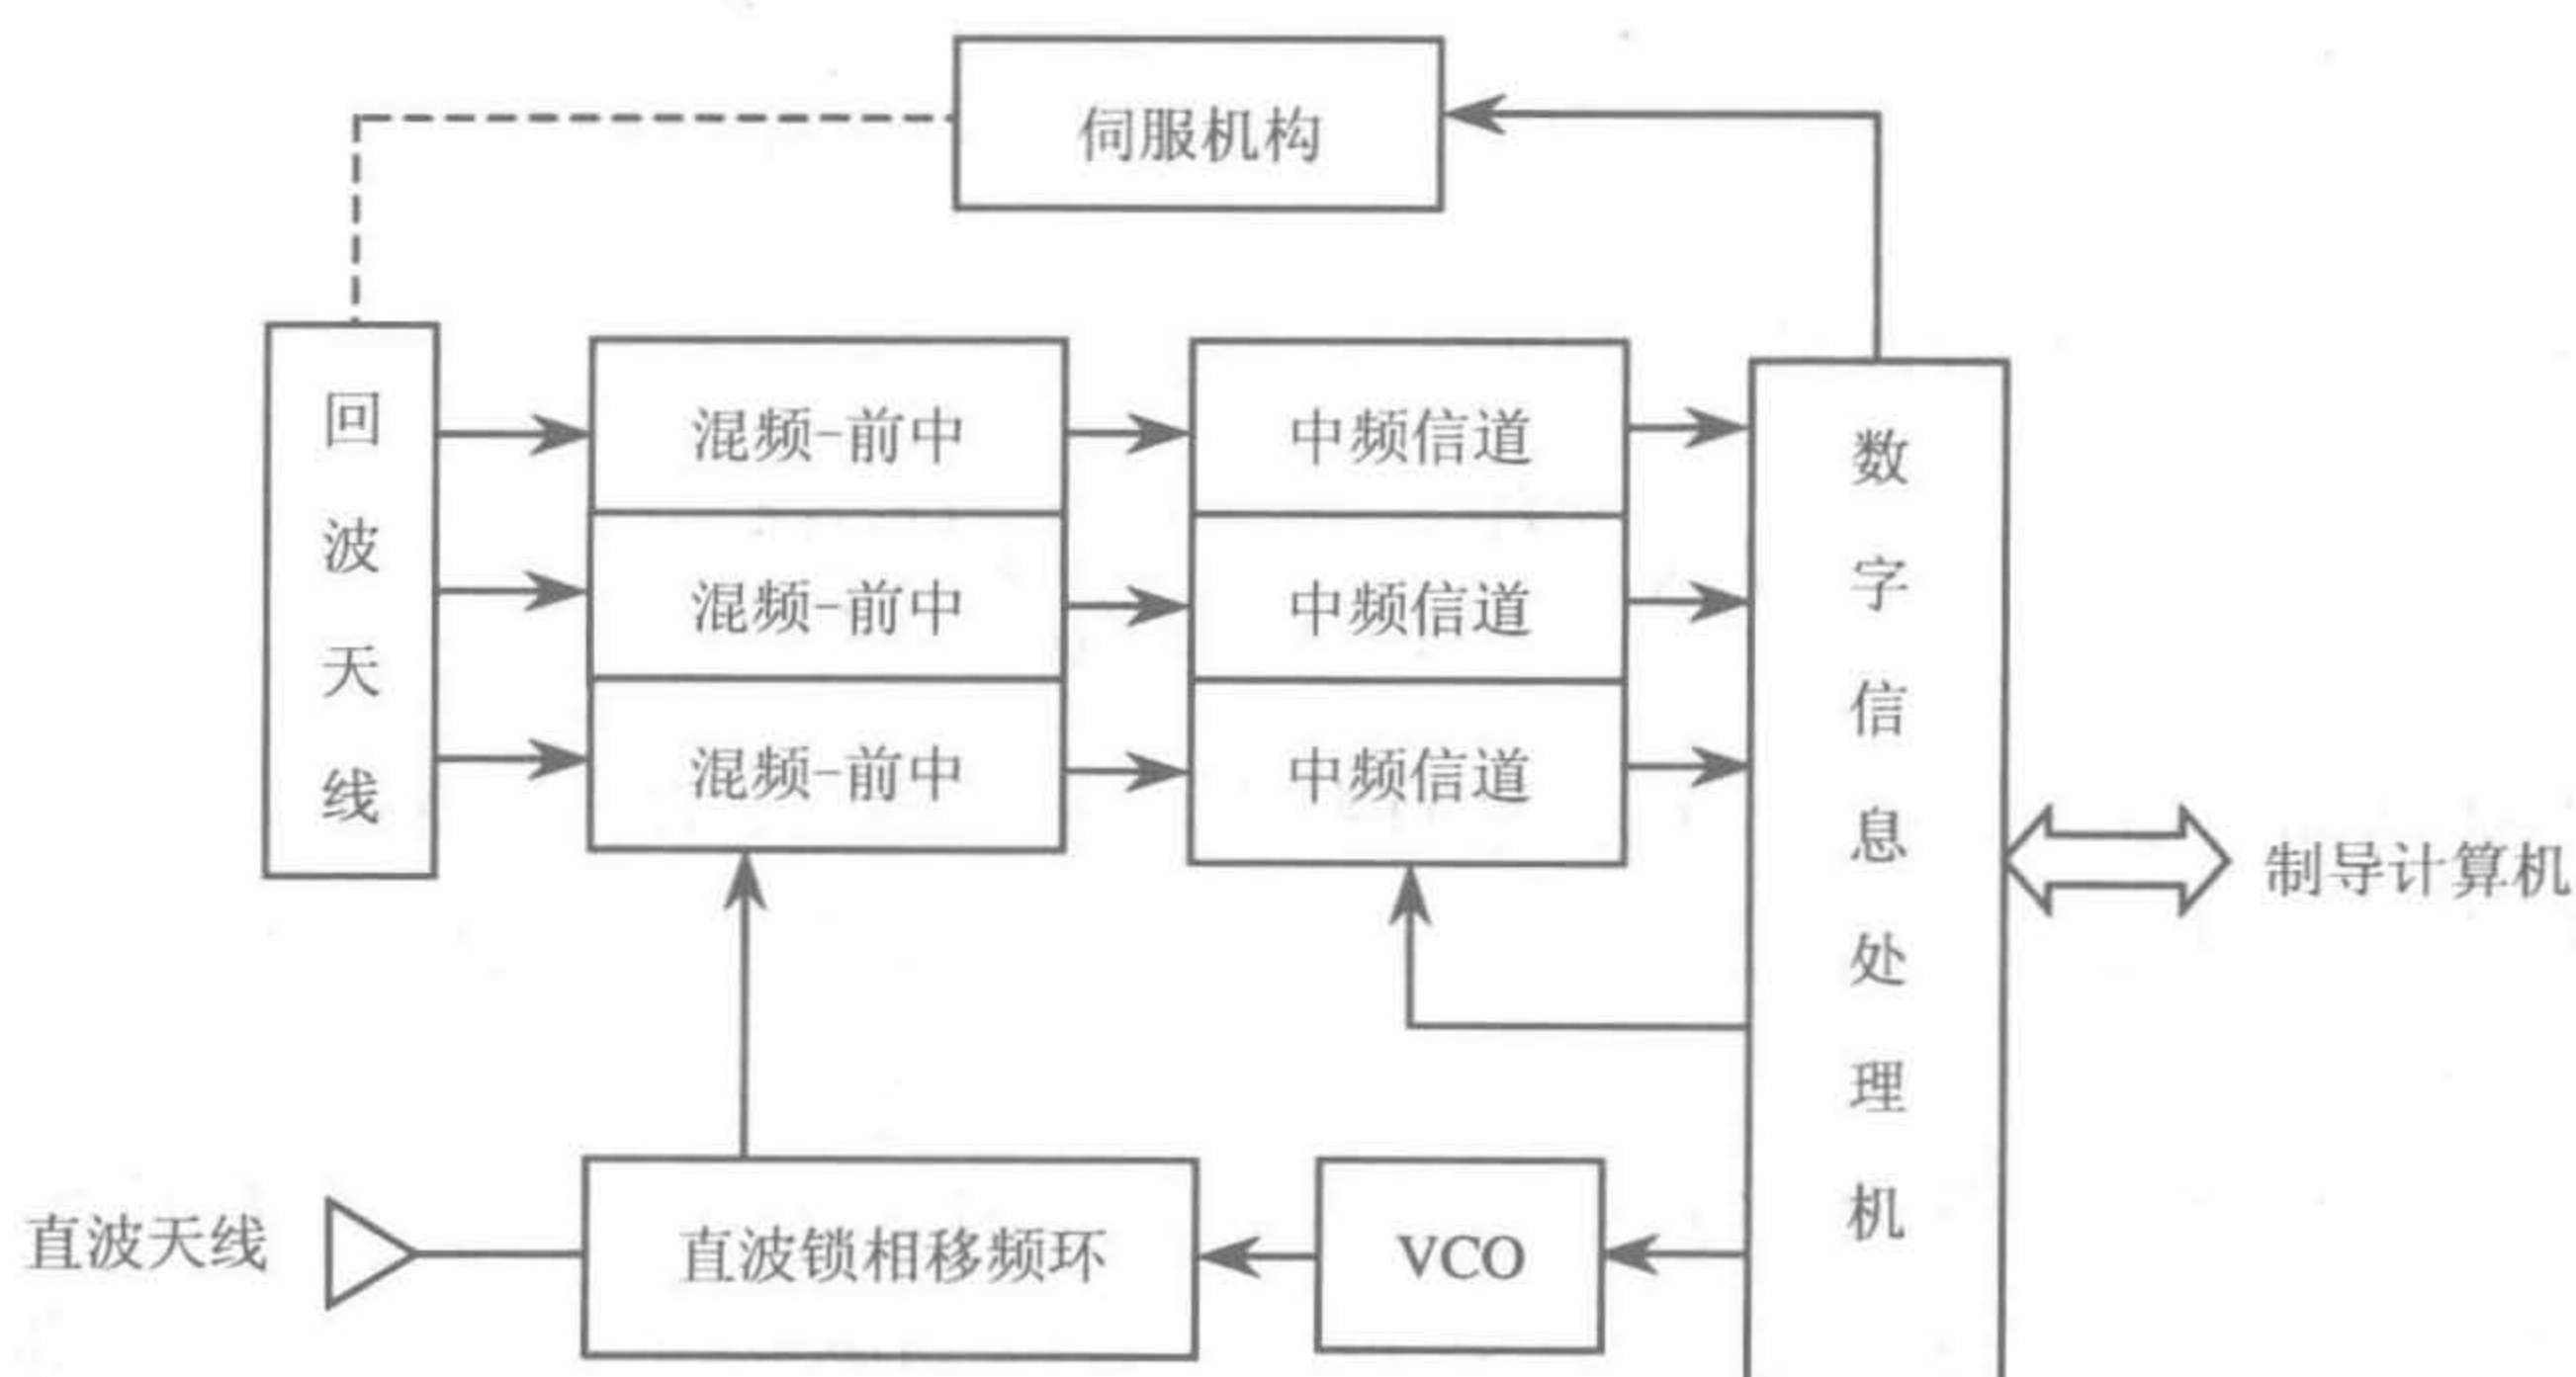 伺服机构
回波天线
混频-前中
中频信道
混频-前中
中频信道
混频-前中
中频信道
数字信息处理机
制导计算机
直波天线
直波锁相移频环
VCO